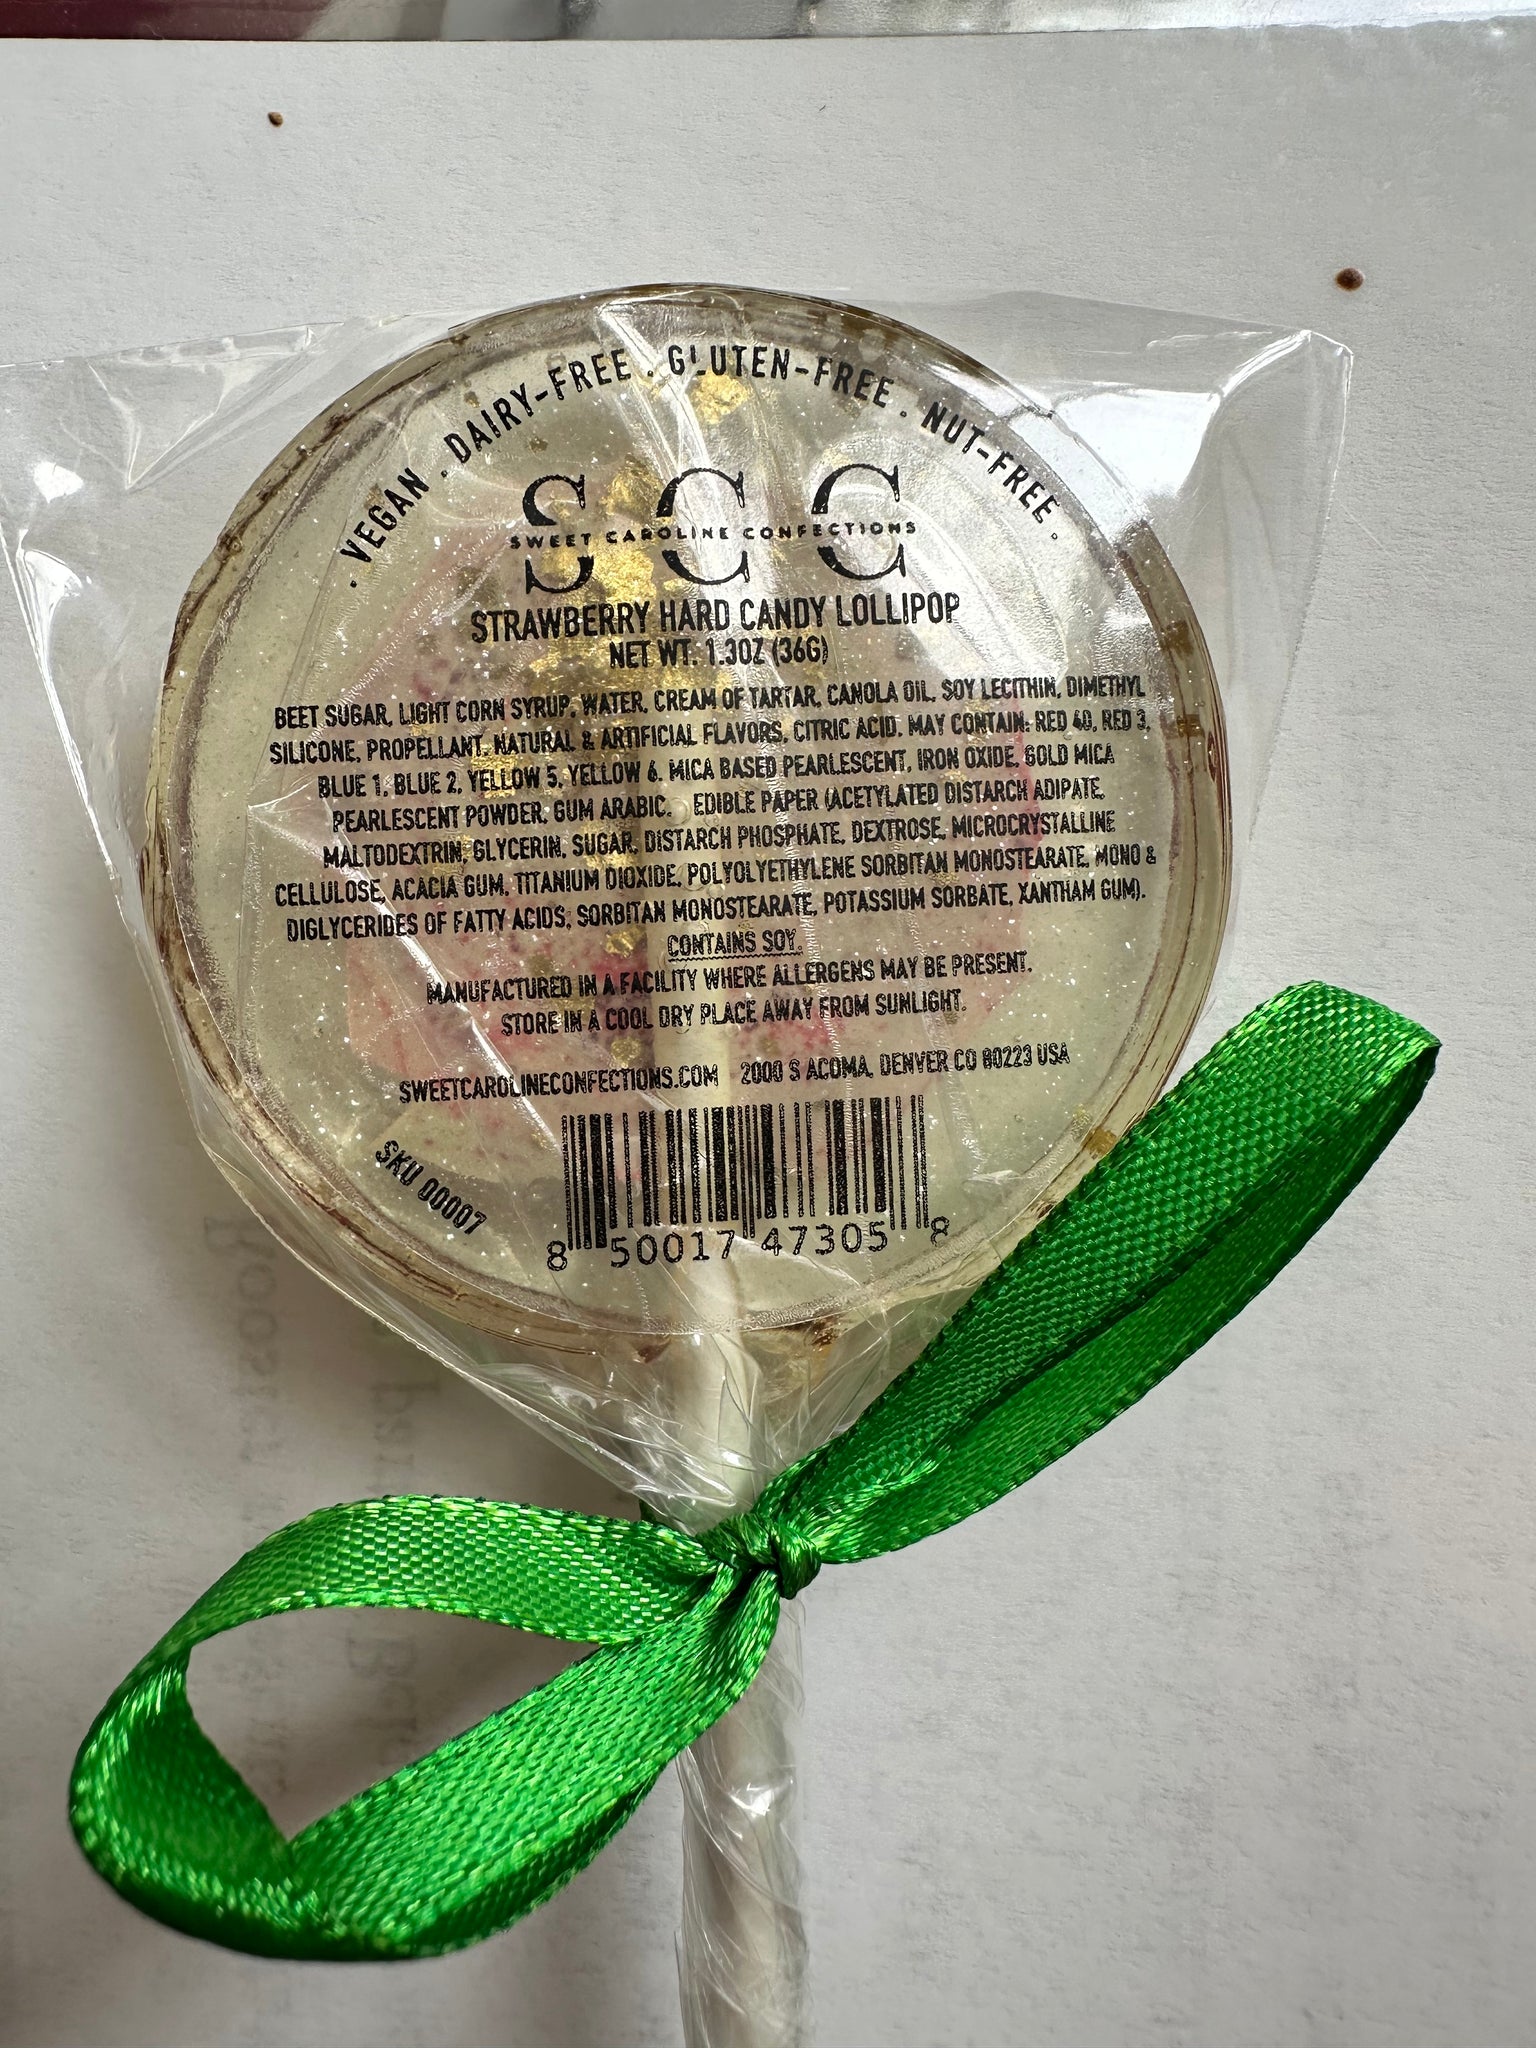 · VEGAN · DAIRY-FREE · GLUTEN-FREE · NUT-FREE ·
SCC
SWEET CAROLINE CONFECTIONS
STRAWBERRY HARD CANDY LOLLIPOP
NET WT. 1.3OZ (36G)
BEET SUGAR, LIGHT CORN SYRUP, WATER, CREAM OF TARTAR, CANOLA OIL, SOY LECITHIN, DIMETHYL
SILICONE, PROPELLANT, NATURAL & ARTIFICIAL FLAVORS, CITRIC ACID. MAY CONTAIN: RED 40, RED 3,
BLUE 1, BLUE 2, YELLOW 5, YELLOW 6, MICA BASED PEARLESCENT, IRON OXIDE, GOLD MICA
PEARLESCENT POWDER, GUM ARABIC. EDIBLE PAPER (ACETYLATED DISTARCH ADIPATE,
MALTODEXTRIN, GLYCERIN, SUGAR, DISTARCH PHOSPHATE, DEXTROSE, MICROCRYSTALLINE
CELLULOSE, ACACIA GUM, TITANIUM DIOXIDE, POLYOLYETHYLENE SORBITAN MONOSTEARATE, MONO &
DIGLYCERIDES OF FATTY ACIDS, SORBITAN MONOSTEARATE, POTASSIUM SORBATE, XANTHAM GUM).
CONTAINS SOY.
MANUFACTURED IN A FACILITY WHERE ALLERGENS MAY BE PRESENT.
STORE IN A COOL DRY PLACE AWAY FROM SUNLIGHT.
SWEETCAROLINECONFECTIONS.COM 2000 S ACOMA, DENVER CO 80223 USA
SKU 00007
8 50017 47305 8